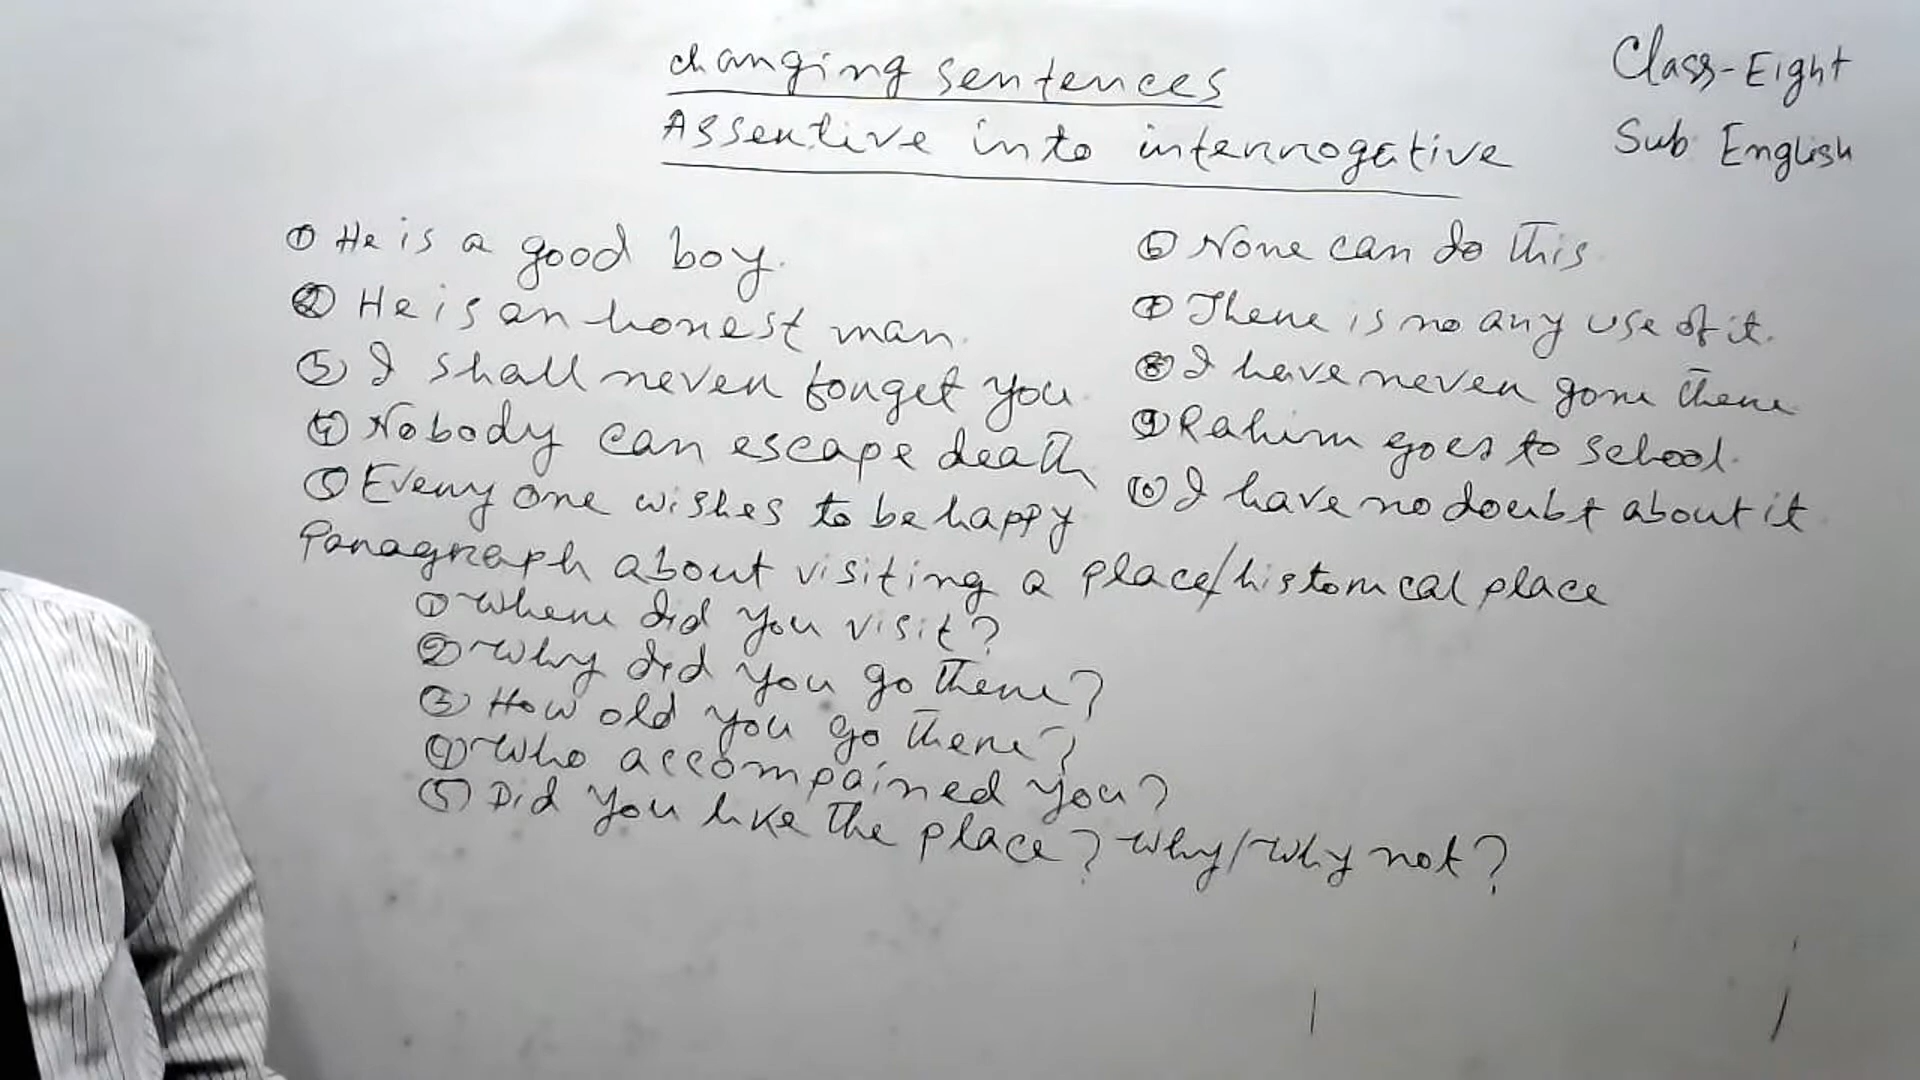 changing sentences
Assertive into interrogative
Class-Eight
Sub English
① He is a good boy.
② He is an honest man.
③ I shall never forget you.
④ Nobody can escape death
⑤ Every one wishes to be happy
⑥ None can do this
⑦ There is no any use of it.
⑧ I have never gone there
⑨ Rahim goes to school.
⑩ I have no doubt about it
Paragraph about visiting a place/historical place
① Where did you visit?
② Why did you go there?
③ How old you go there?
④ Who accompained you?
⑤ Did you like the place? Why/Why not?